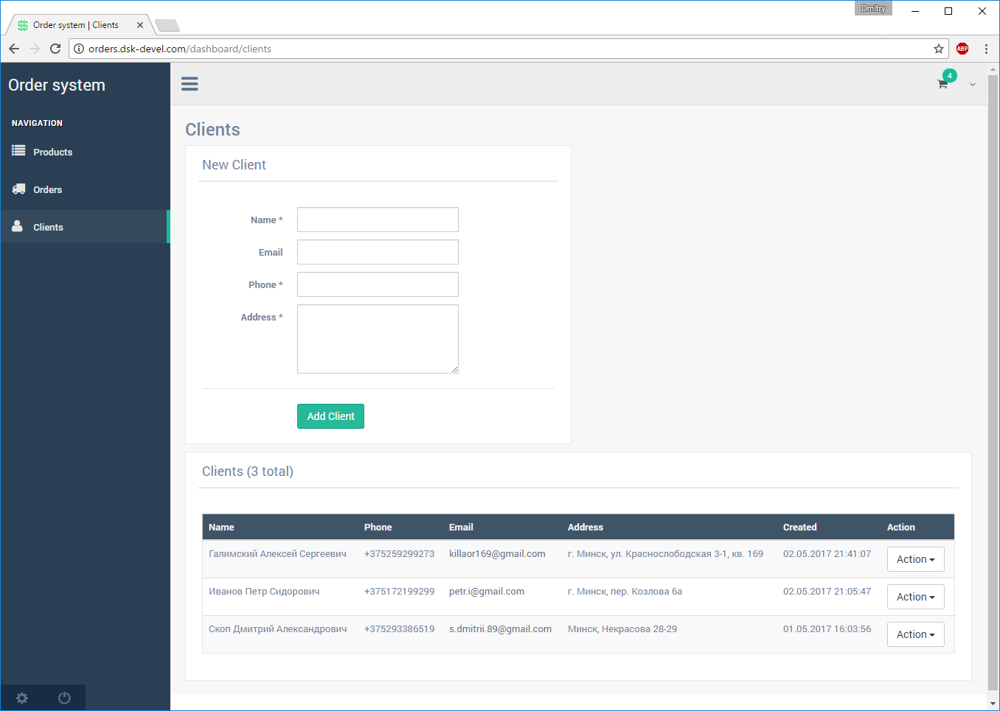 Dmitry
Order system | Clients
orders.dsk-devel.com/dashboard/clients
ABP
Order system
4
NAVIGATION
Products
Orders
Clients
Clients
New Client
Name *
Email
Phone *
Address *
Add Client
Clients (3 total)
Name Phone Email Address Created Action
Галимский Алексей Сергеевич +375259299273 killaor169@gmail.com г. Минск, ул. Краснослободская 3-1, кв. 169 02.05.2017 21:41:07 Action
Иванов Петр Сидорович +375172199299 petr.i@gmail.com г. Минск, пер. Козлова 6а 02.05.2017 21:05:47 Action
Скоп Дмитрий Александрович +375293386519 s.dmitrii.89@gmail.com Минск, Некрасова 28-29 01.05.2017 16:03:56 Action